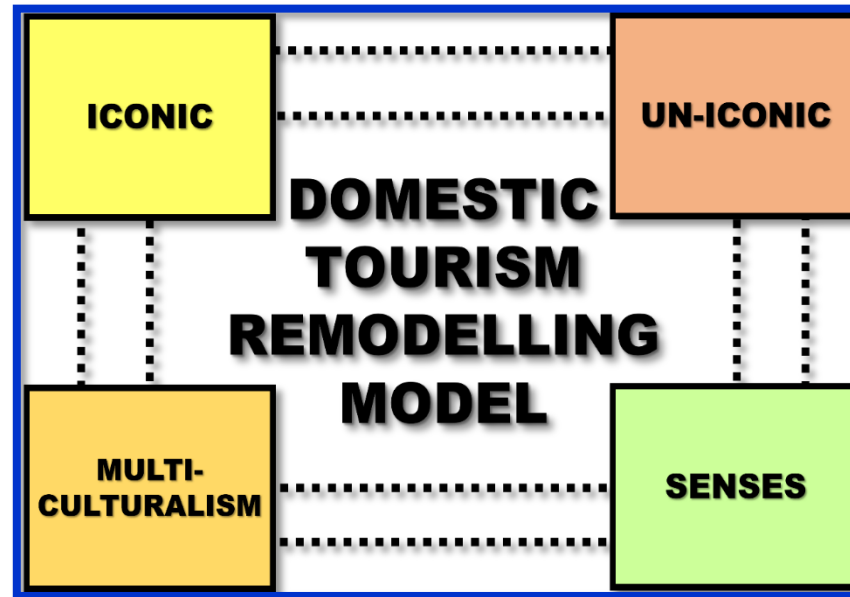 ICONIC
UN-ICONIC
DOMESTIC
TOURISM
REMODELLING
MODEL
MULTI-
CULTURALISM
SENSES